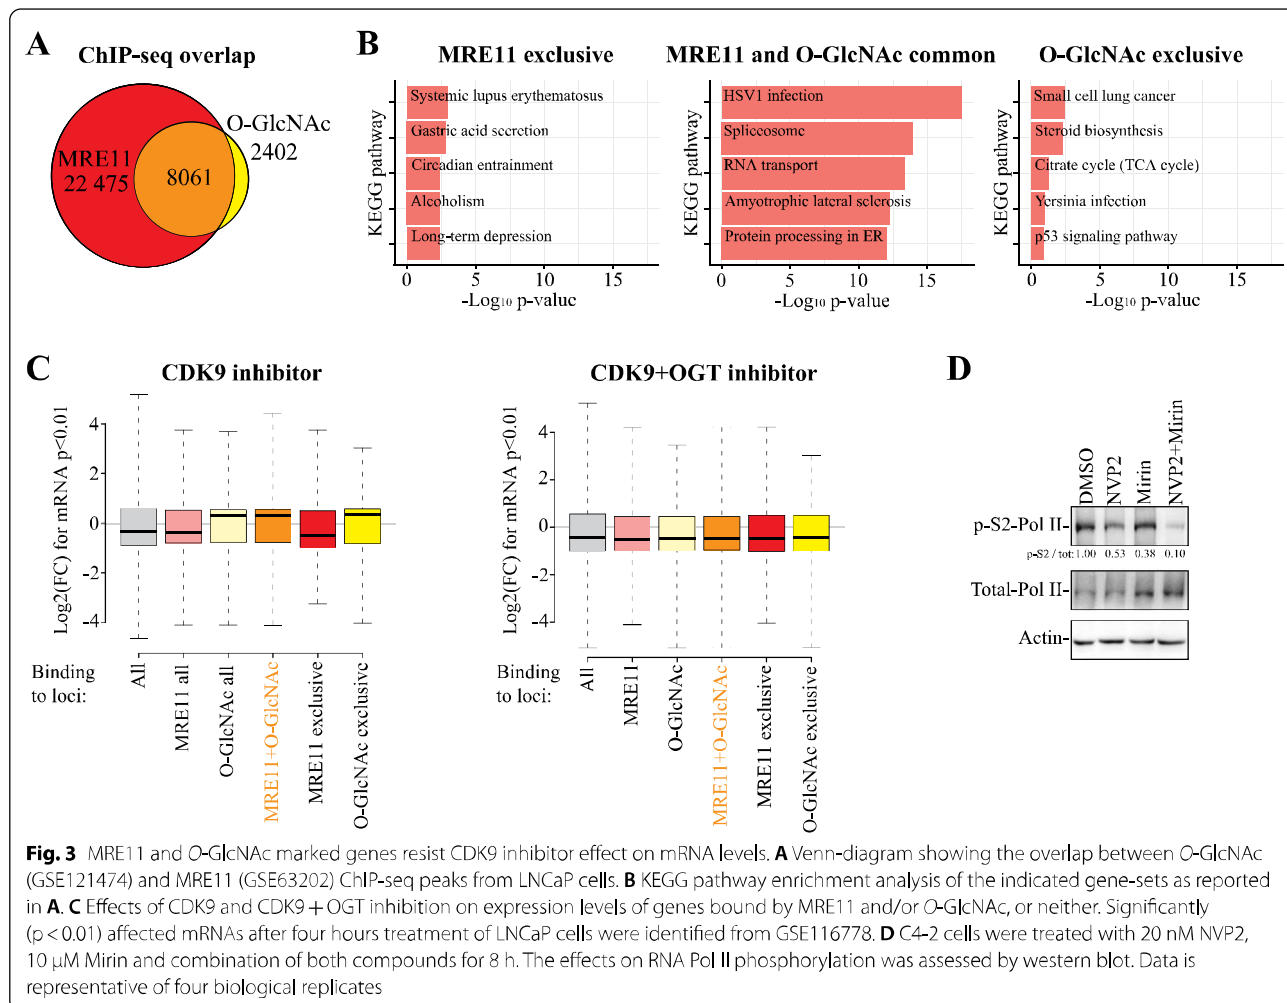 A
ChIP-seq overlap
O-GlcNAc
2402
MRE11
22 475
8061
B
MRE11 exclusive
KEGG pathway
Systemic lupus erythematosus
Gastric acid secretion
Circadian entrainment
Alcoholism
Long-term depression
0 5 10 15
-Log₁₀ p-value
MRE11 and O-GlcNAc common
KEGG pathway
HSV1 infection
Spliceosome
RNA transport
Amyotrophic lateral sclerosis
Protein processing in ER
0 5 10 15
-Log₁₀ p-value
O-GlcNAc exclusive
KEGG pathway
Small cell lung cancer
Steroid biosynthesis
Citrate cycle (TCA cycle)
Yersinia infection
p53 signaling pathway
0 5 10 15
-Log₁₀ p-value
C
CDK9 inhibitor
Log2(FC) for mRNA p<0.01
4
2
0
-2
-4
Binding
to loci:
All
MRE11 all
O-GlcNAc all
MRE11+O-GlcNAc
MRE11 exclusive
O-GlcNAc exclusive
CDK9+OGT inhibitor
Log2(FC) for mRNA p<0.01
4
2
0
-2
-4
Binding
to loci:
All
MRE11
O-GlcNAc
MRE11+O-GlcNAc
MRE11 exclusive
O-GlcNAc exclusive
D
DMSO
NVP2
Mirin
NVP2+Mirin
p-S2-Pol II-
p-S2 / tot: 1.00 0.53 0.38 0.10
Total-Pol II-
Actin-
Fig. 3 MRE11 and O-GlcNAc marked genes resist CDK9 inhibitor effect on mRNA levels. A Venn-diagram showing the overlap between O-GlcNAc
(GSE121474) and MRE11 (GSE63202) ChIP-seq peaks from LNCaP cells. B KEGG pathway enrichment analysis of the indicated gene-sets as reported
in A. C Effects of CDK9 and CDK9 + OGT inhibition on expression levels of genes bound by MRE11 and/or O-GlcNAc, or neither. Significantly
(p < 0.01) affected mRNAs after four hours treatment of LNCaP cells were identified from GSE116778. D C4-2 cells were treated with 20 nM NVP2,
10 µM Mirin and combination of both compounds for 8 h. The effects on RNA Pol II phosphorylation was assessed by western blot. Data is
representative of four biological replicates